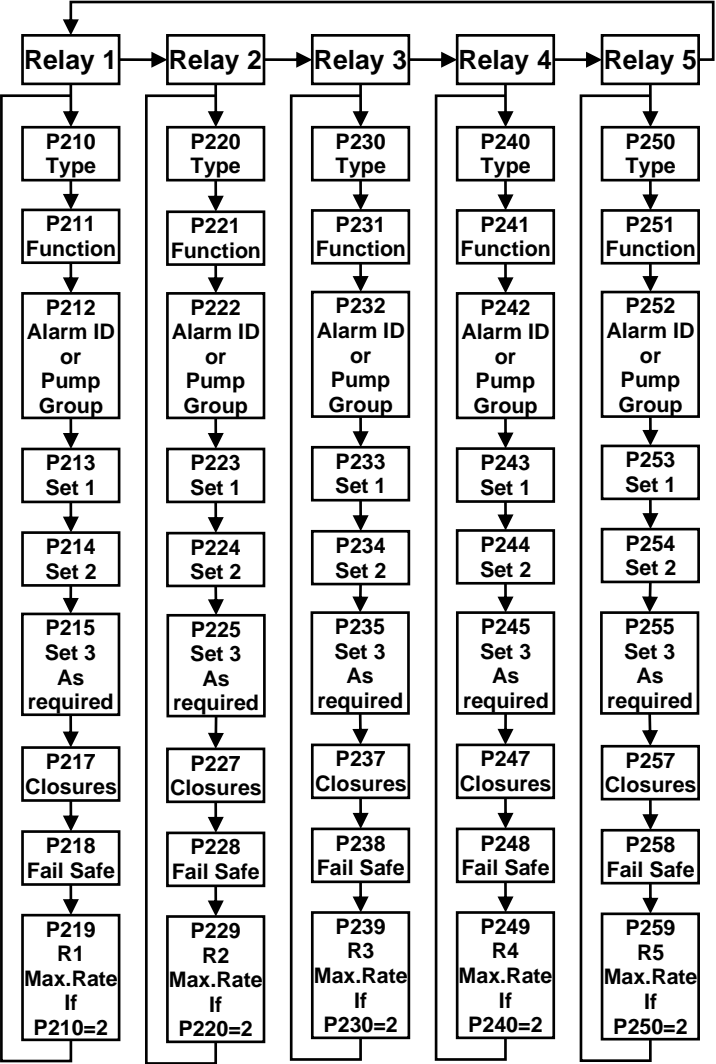 Relay 1
Relay 2
Relay 3
Relay 4
Relay 5
P210
Type
P211
Function
P212
Alarm ID
or
Pump
Group
P213
Set 1
P214
Set 2
P215
Set 3
As
required
P217
Closures
P218
Fail Safe
P219
R1
Max.Rate
If
P210=2
P220
Type
P221
Function
P222
Alarm ID
or
Pump
Group
P223
Set 1
P224
Set 2
P225
Set 3
As
required
P227
Closures
P228
Fail Safe
P229
R2
Max.Rate
If
P220=2
P230
Type
P231
Function
P232
Alarm ID
or
Pump
Group
P233
Set 1
P234
Set 2
P235
Set 3
As
required
P237
Closures
P238
Fail Safe
P239
R3
Max.Rate
If
P230=2
P240
Type
P241
Function
P242
Alarm ID
or
Pump
Group
P243
Set 1
P244
Set 2
P245
Set 3
As
required
P247
Closures
P248
Fail Safe
P249
R4
Max.Rate
If
P240=2
P250
Type
P251
Function
P252
Alarm ID
or
Pump
Group
P253
Set 1
P254
Set 2
P255
Set 3
As
required
P257
Closures
P258
Fail Safe
P259
R5
Max.Rate
If
P250=2